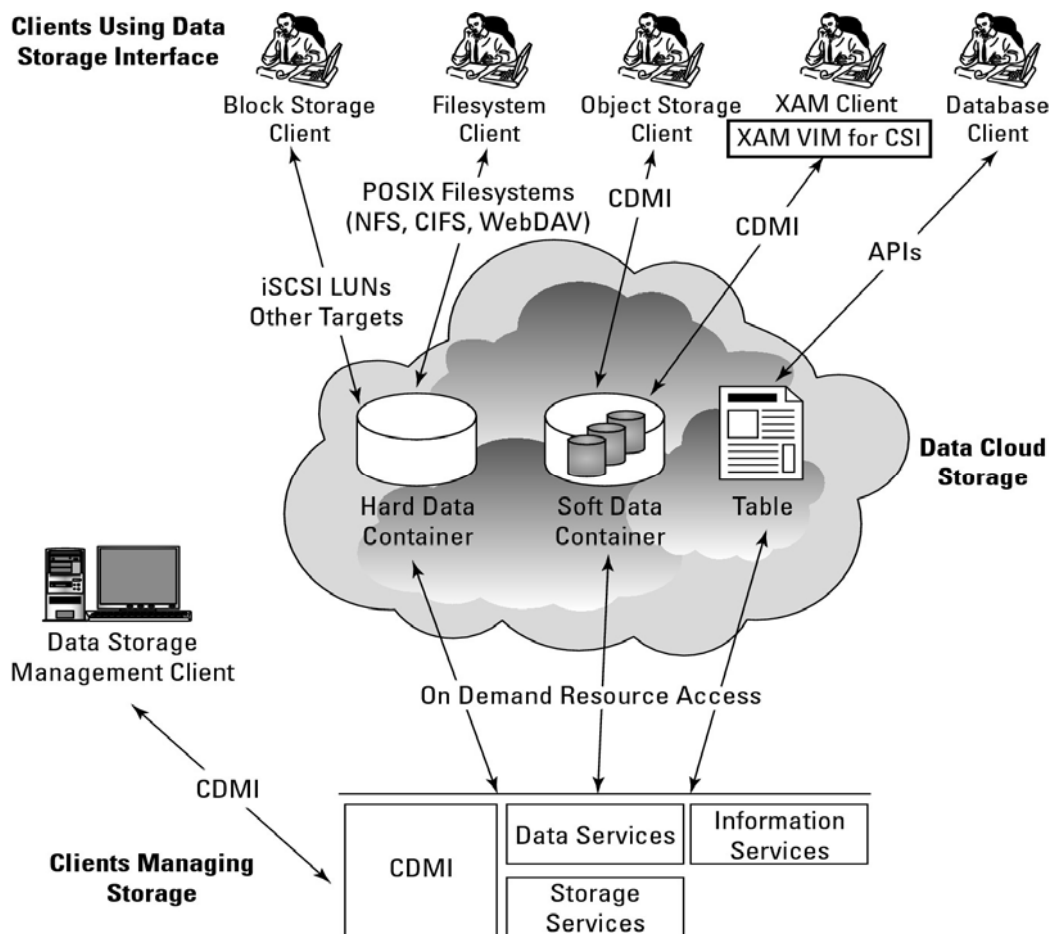 Clients Using Data
Storage Interface
Block Storage
Client
Filesystem
Client
Object Storage
Client
XAM Client
XAM VIM for CSI
Database
Client
POSIX Filesystems
(NFS, CIFS, WebDAV)
CDMI
CDMI
APIs
iSCSI LUNs
Other Targets
Hard Data
Container
Soft Data
Container
Table
Data Cloud
Storage
Data Storage
Management Client
On Demand Resource Access
CDMI
Clients Managing
Storage
CDMI
Data Services
Storage
Services
Information
Services